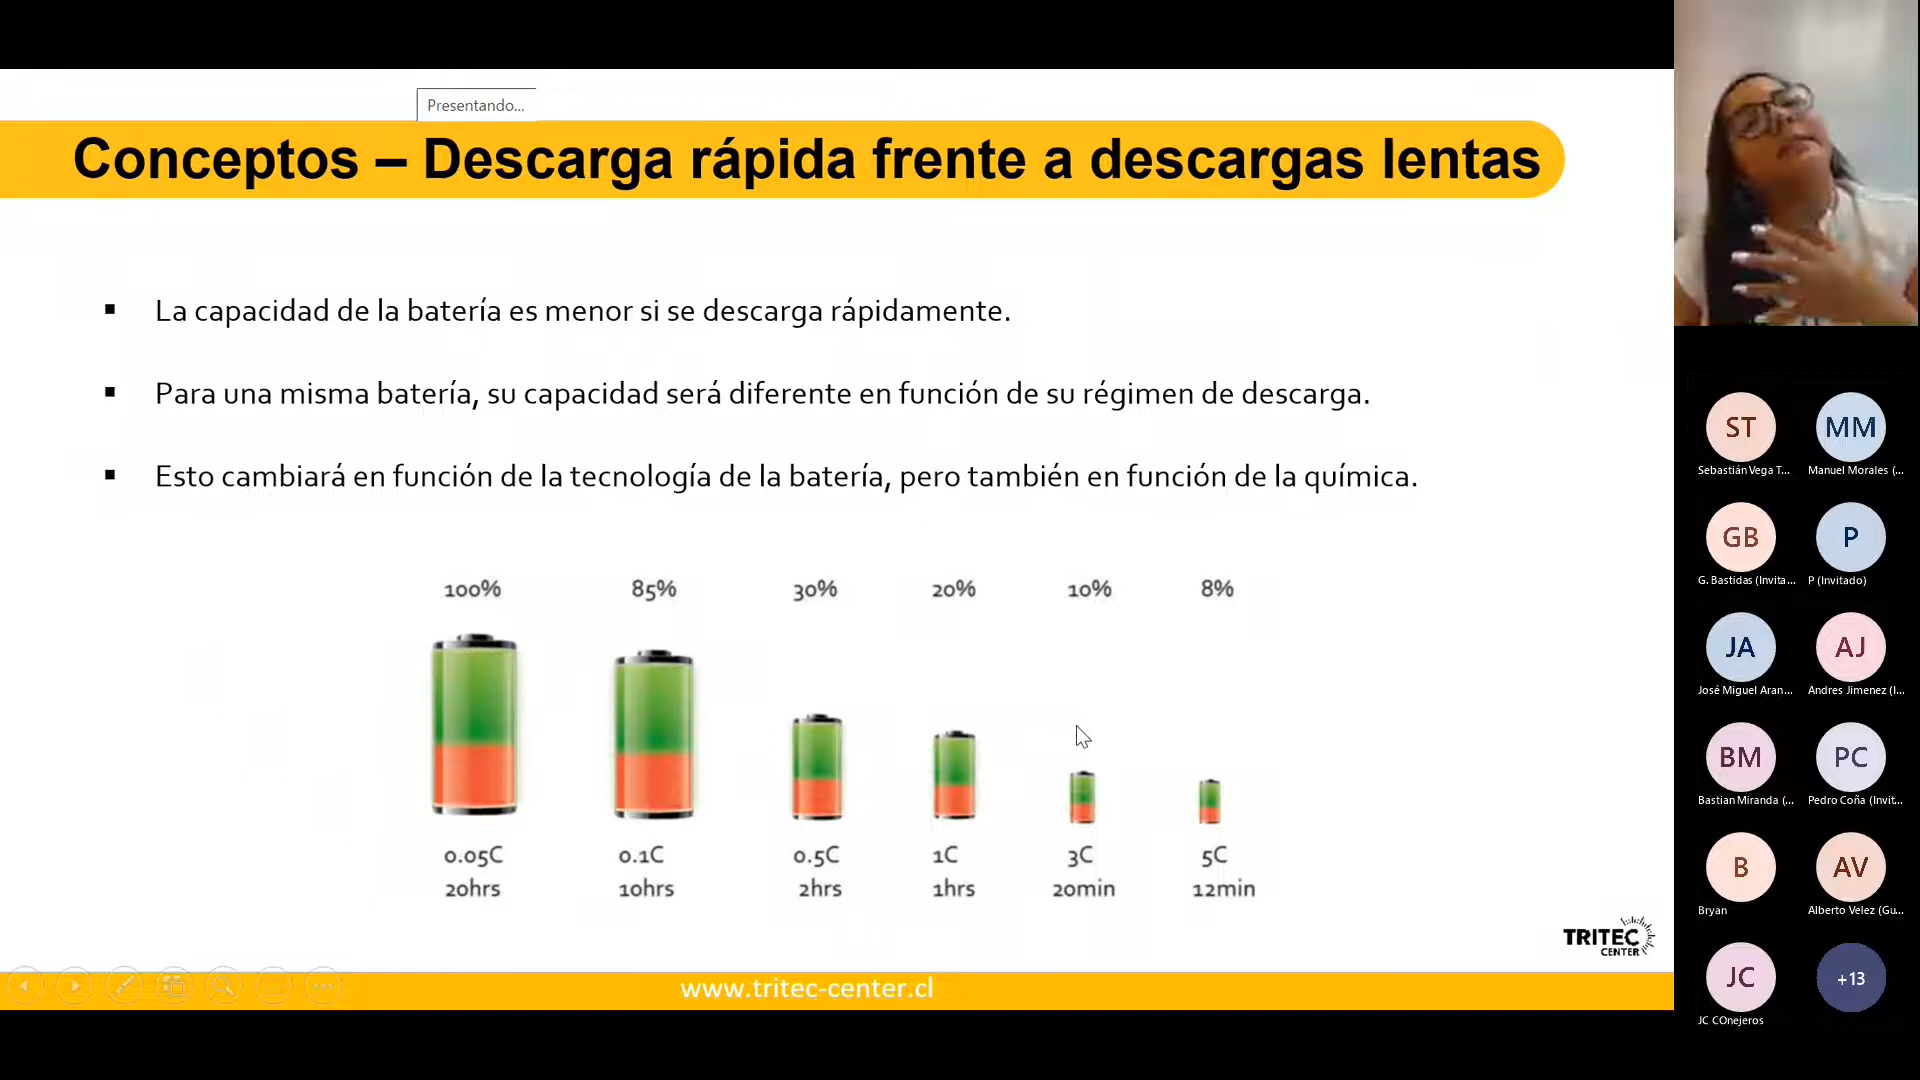 Presentando...
Conceptos – Descarga rápida frente a descargas lentas
▪ La capacidad de la batería es menor si se descarga rápidamente.
▪ Para una misma batería, su capacidad será diferente en función de su régimen de descarga.
▪ Esto cambiará en función de la tecnología de la batería, pero también en función de la química.
100% 85% 30% 20% 10% 8%
0.05C 0.1C 0.5C 1C 3C 5C
20hrs 10hrs 2hrs 1hrs 20min 12min
TRITEC
CENTER
www.tritec-center.cl
ST MM
Sebastián Vega T... Manuel Morales (...
GB P
G. Bastidas (Invita... P (Invitado)
JA AJ
José Miguel Aran... Andres Jimenez (I...
BM PC
Bastian Miranda (... Pedro Coña (Invit...
B AV
Bryan Alberto Velez (Gu...
JC +13
JC COnejeros